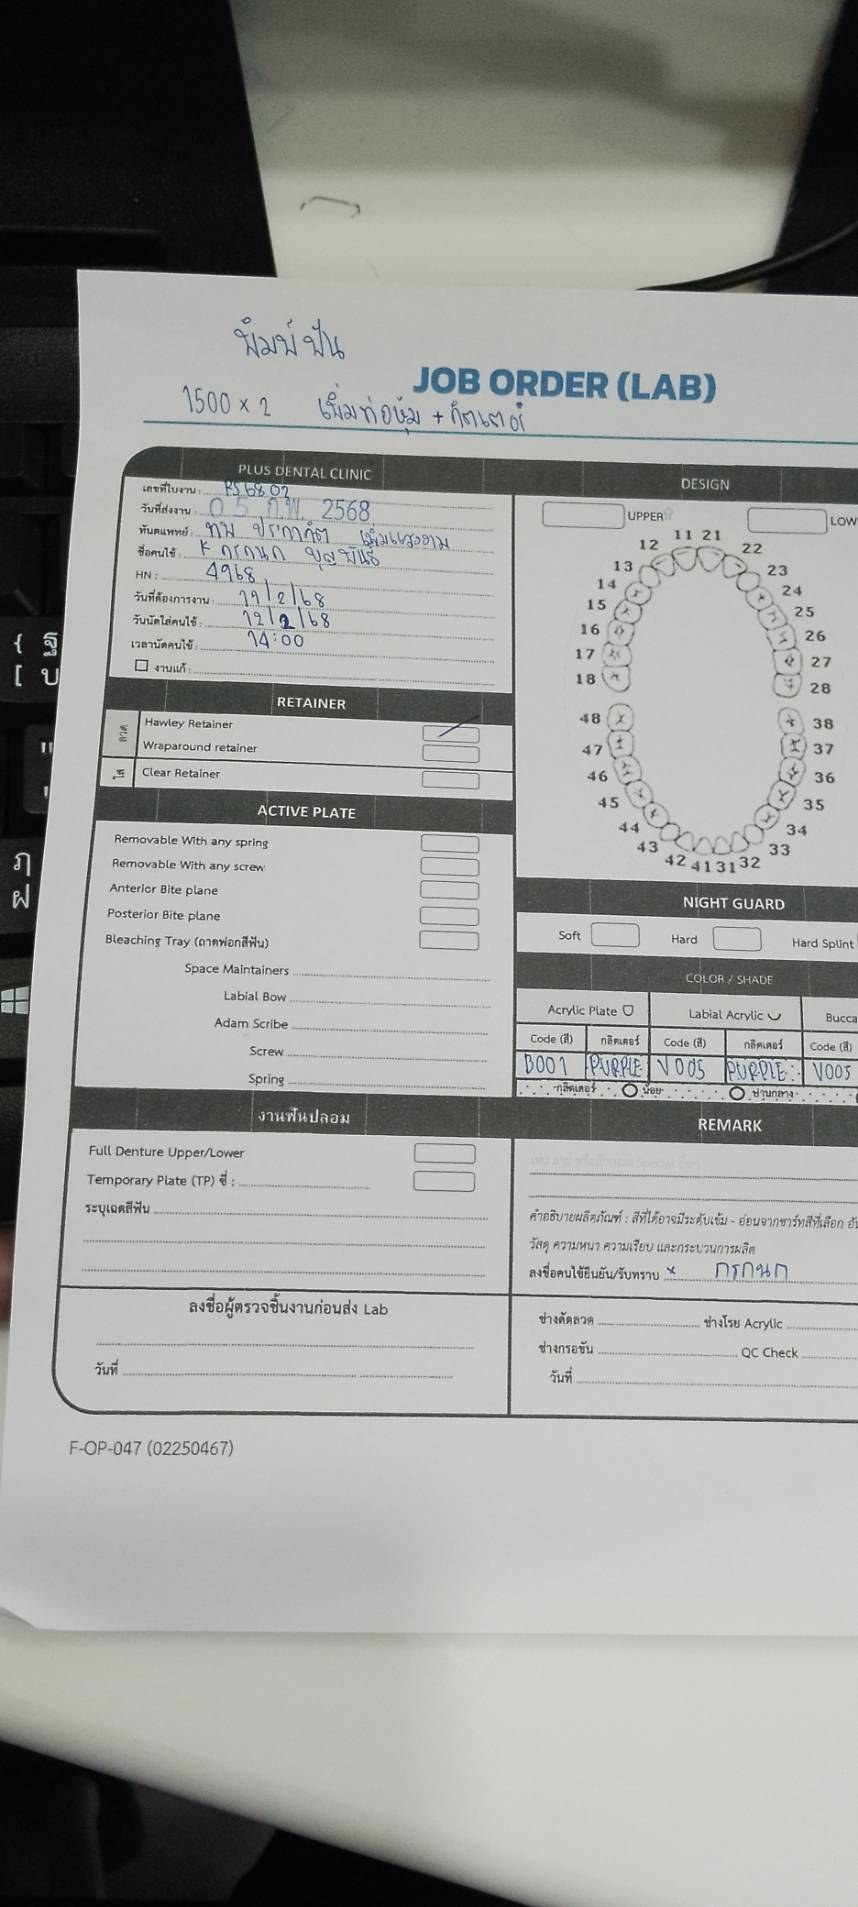 พิมพ์ ปัน
JOB ORDER (LAB)
1500 x 2 เพิ่มท่อหุ้ม + กิตเตอร์
PLUS DENTAL CLINIC
เลขที่ใบงาน : PS6802
วันที่ส่งงาน : 05 กพ. 2568
ทันตแพทย์ : ทพ
ชื่อคนไข้ : K กรกนก บุญพันธ์
HN : 4968
วันที่ต้องการงาน : 11/2/68
วันนัดใส่คนไข้ : 12/2/68
เวลานัดคนไข้ : 14:00
งานแก้ :
RETAINER
ลวด
Hawley Retainer
Wraparound retainer
ใส
Clear Retainer
ACTIVE PLATE
Removable With any spring
Removable With any screw
Anterior Bite plane
Posterior Bite plane
Bleaching Tray (ถาดฟอกสีฟัน)
Space Maintainers
Labial Bow
Adam Scribe
Screw
Spring
งานฟันปลอม
Full Denture Upper/Lower
Temporary Plate (TP) ซี่ :
ระบุเฉดสีฟัน
ลงชื่อผู้ตรวจชิ้นงานก่อนส่ง Lab
วันที่
DESIGN
UPPER LOW
12 11 21 22
13 23
14 24
15 25
16 26
17 27
18 28
48 38
47 37
46 36
45 35
44 34
43 33
42 41 31 32
NIGHT GUARD
Soft Hard Hard Splint
COLOR / SHADE
Acrylic Plate Labial Acrylic Bucca
Code (สี) กลิตเตอร์ Code (สี) กลิตเตอร์ Code (สี)
B001 PURPLE V005 PURPLE V005
กลิตเตอร์ น้อย ปานกลาง
REMARK
คำอธิบายผลิตภัณฑ์ : สีที่ได้อาจมีระดับเข้ม - อ่อนจากชาร์ทสีที่เลือก
วัสดุ ความหนา ความเรียบ และกระบวนการผลิต
ลงชื่อคนไข้ยืนยัน/รับทราบ x กรกนก
ช่างดัดลวด ช่างโรย Acrylic
ช่างกรอขัน QC Check
วันที่
F-OP-047 (02250467)
{ ฐ
[ บ
"
'
ภ
ฝ